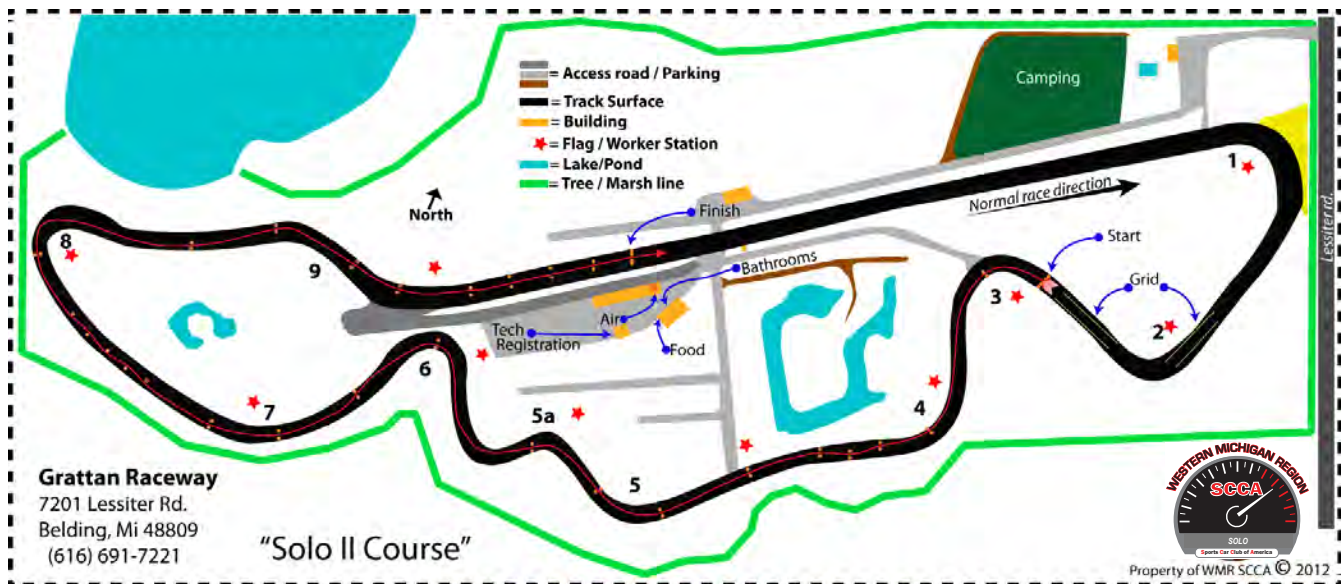 = Access road / Parking
= Track Surface
= Building
= Flag / Worker Station
= Lake/Pond
= Tree / Marsh line
Camping
North
Finish
Normal race direction
1
Lessiter rd.
Start
Grid
2
3
8
9
Bathrooms
Air
Tech
Registration
Food
6
4
5a
7
5
Grattan Raceway
7201 Lessiter Rd.
Belding, Mi 48809
(616) 691-7221
"Solo II Course"
WESTERN MICHIGAN REGION
SCCA
SOLO
Sports Car Club of America
Property of WMR SCCA © 2012